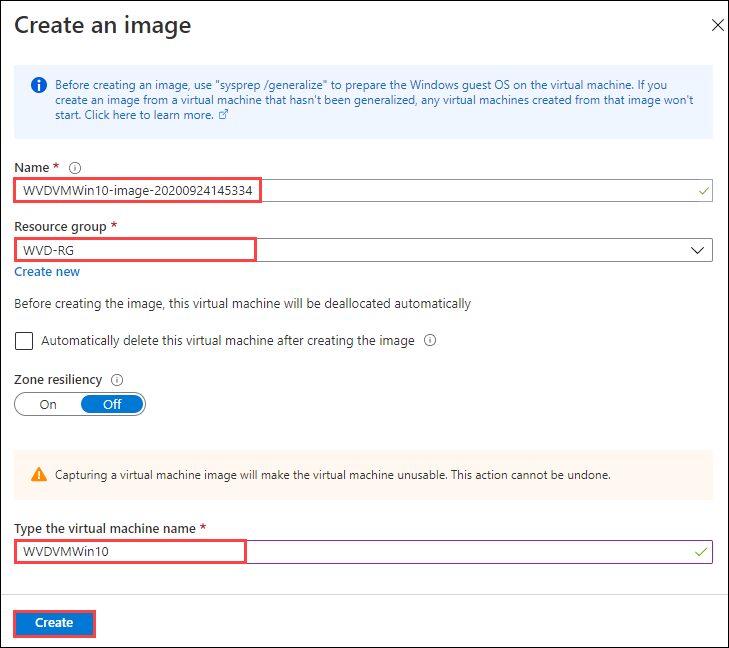 Create an image
Before creating an image, use "sysprep /generalize" to prepare the Windows guest OS on the virtual machine. If you
create an image from a virtual machine that hasn't been generalized, any virtual machines created from that image won't
start. Click here to learn more.
Name *
WVDVMWin10-image-20200924145334
Resource group *
WVD-RG
Create new
Before creating the image, this virtual machine will be deallocated automatically
Automatically delete this virtual machine after creating the image
Zone resiliency
On Off
Capturing a virtual machine image will make the virtual machine unusable. This action cannot be undone.
Type the virtual machine name *
WVDVMWin10
Create